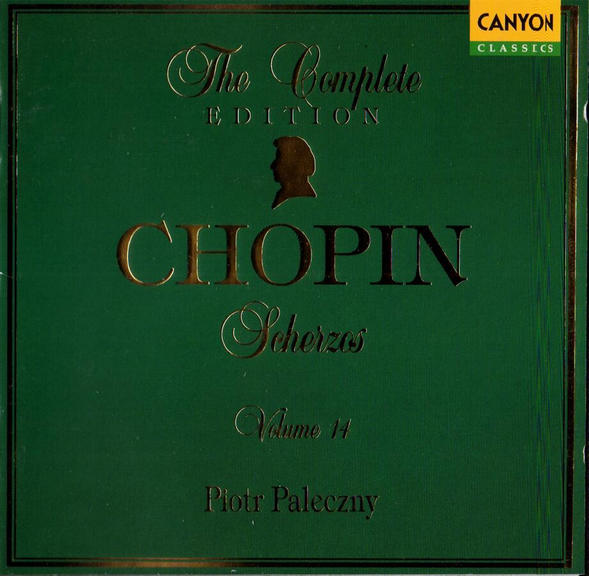 CANYON
CLASSICS
The Complete
EDITION
CHOPIN
Scherzos
Volume 14
Piotr Paleczny